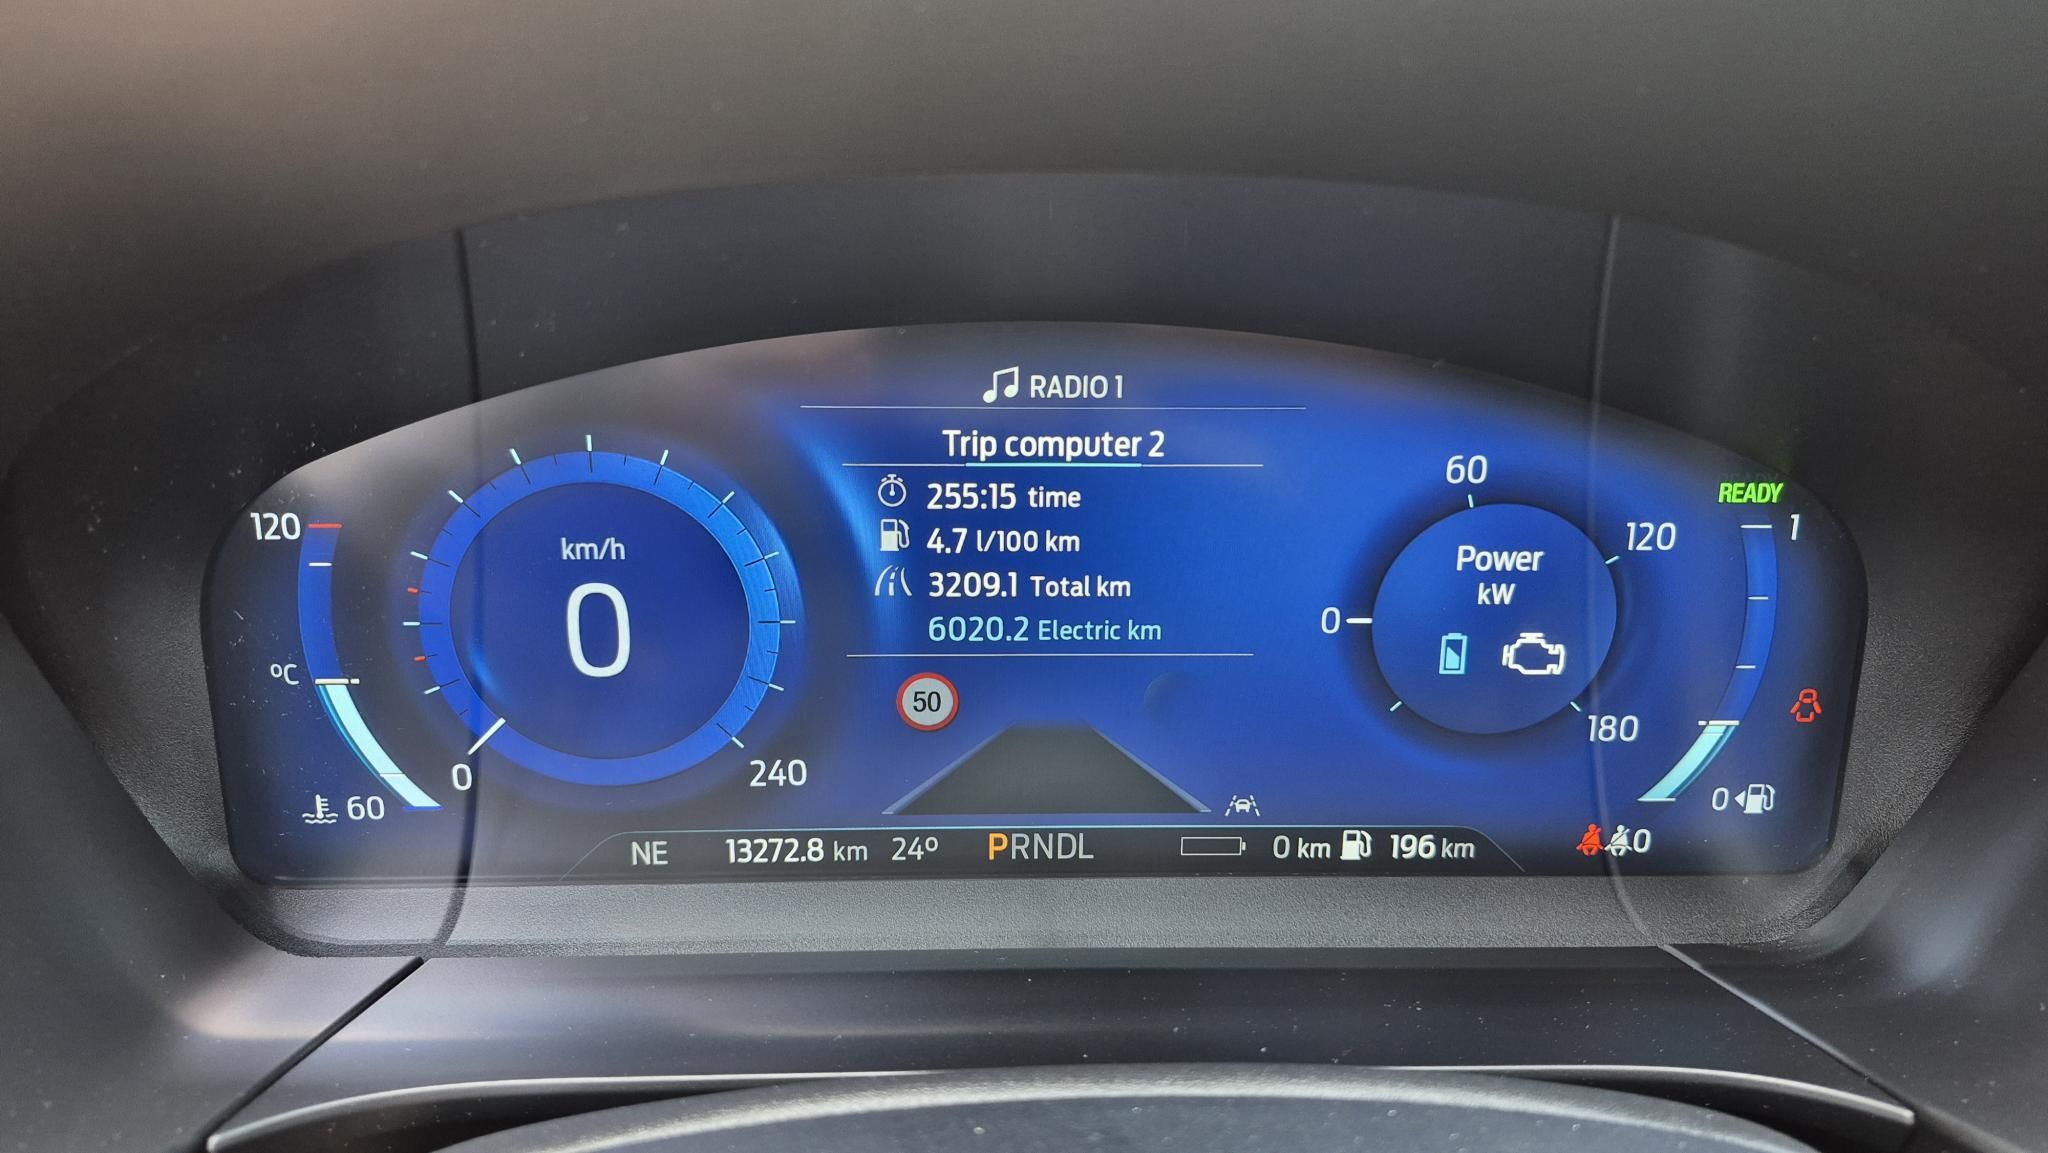 RADIO 1
Trip computer 2
255:15 time
4.7 l/100 km
3209.1 Total km
6020.2 Electric km
50
120
ºC
60
km/h
0
0
240
60
120
Power
kW
0
180
READY
1
0
NE 13272.8 km 24º PRNDL 0 km 196 km
0